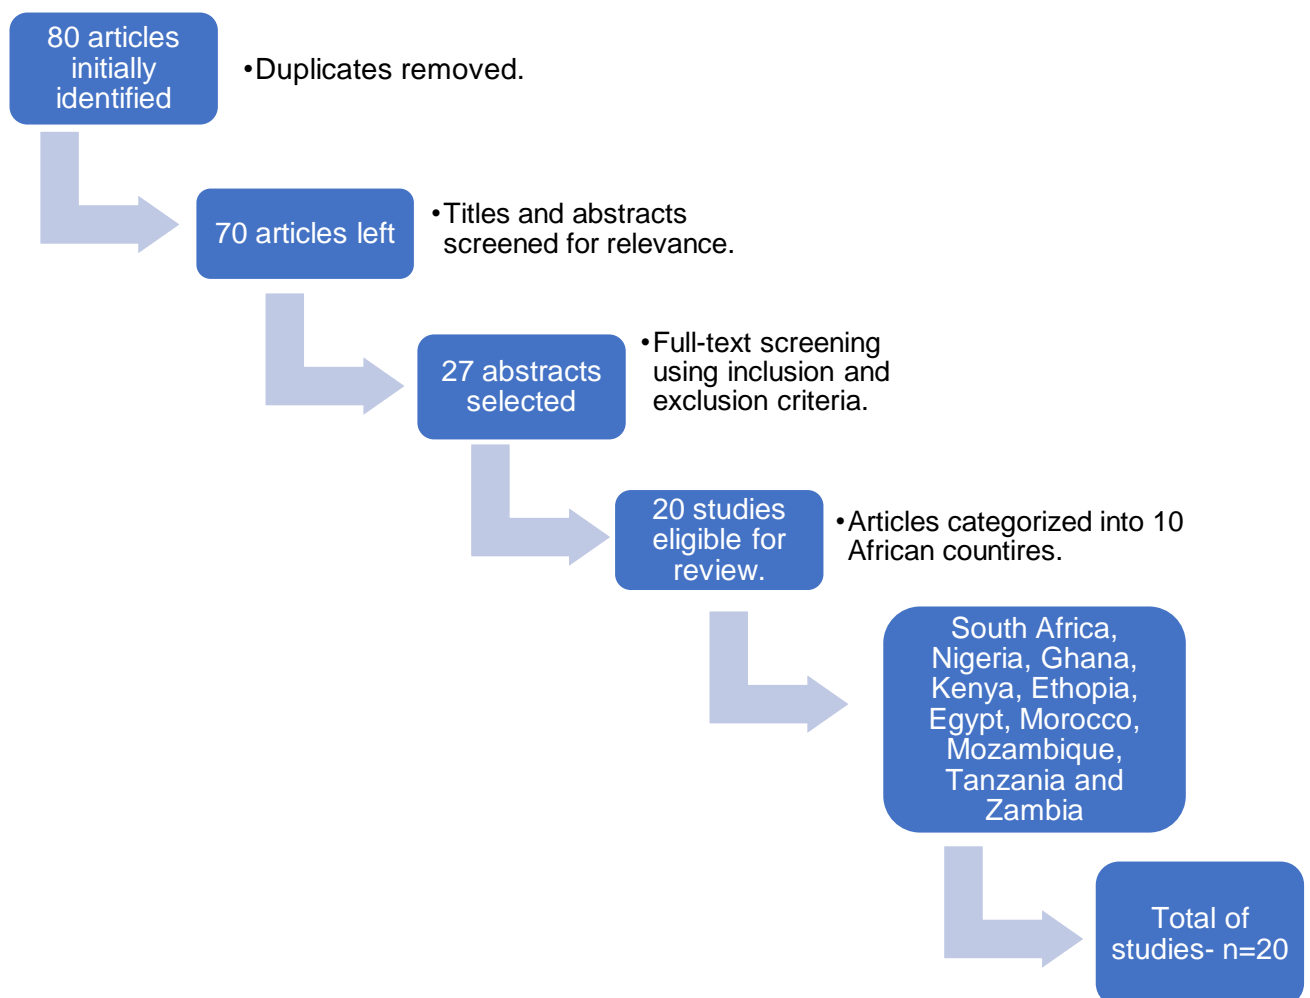 80 articles
initially
identified
•Duplicates removed.
70 articles left
•Titles and abstracts
screened for relevance.
27 abstracts
selected
•Full-text screening
using inclusion and
exclusion criteria.
20 studies
eligible for
review.
•Articles categorized into 10
African countires.
South Africa,
Nigeria, Ghana,
Kenya, Ethopia,
Egypt, Morocco,
Mozambique,
Tanzania and
Zambia
Total of
studies- n=20